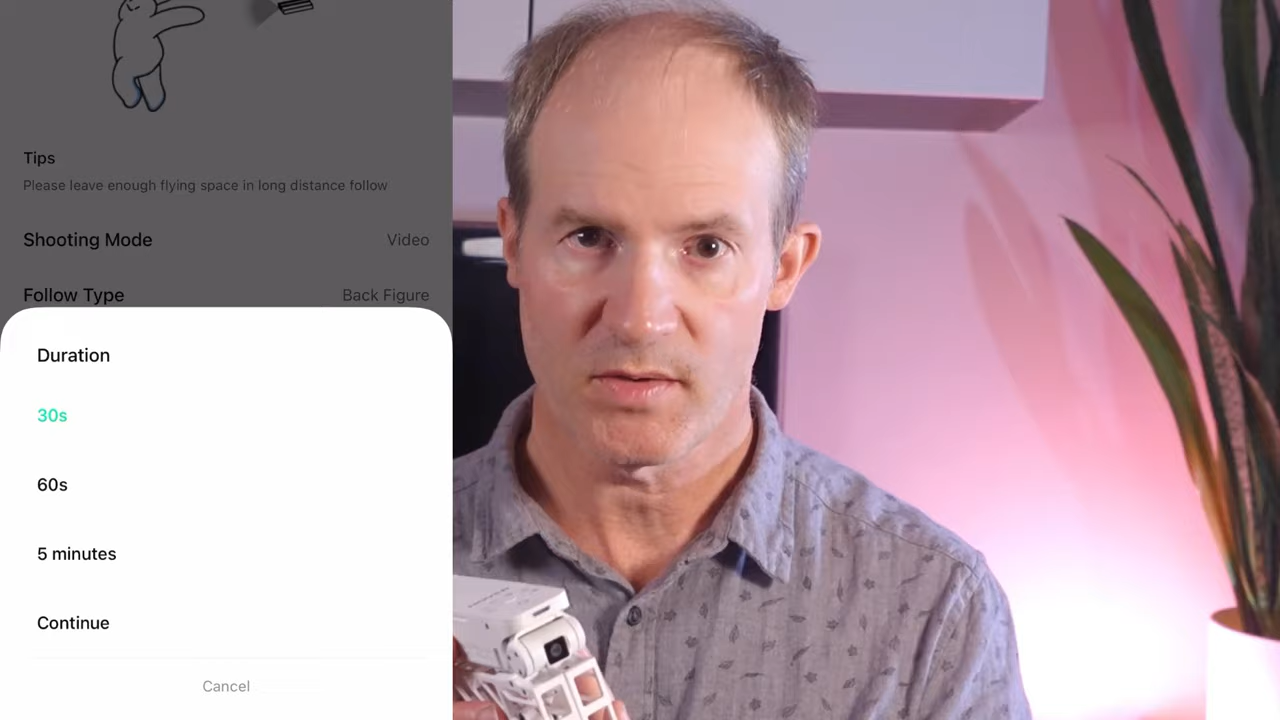 Tips
Please leave enough flying space in long distance follow
Shooting Mode
Video
Follow Type
Back Figure
Duration
30s
60s
5 minutes
Continue
Cancel